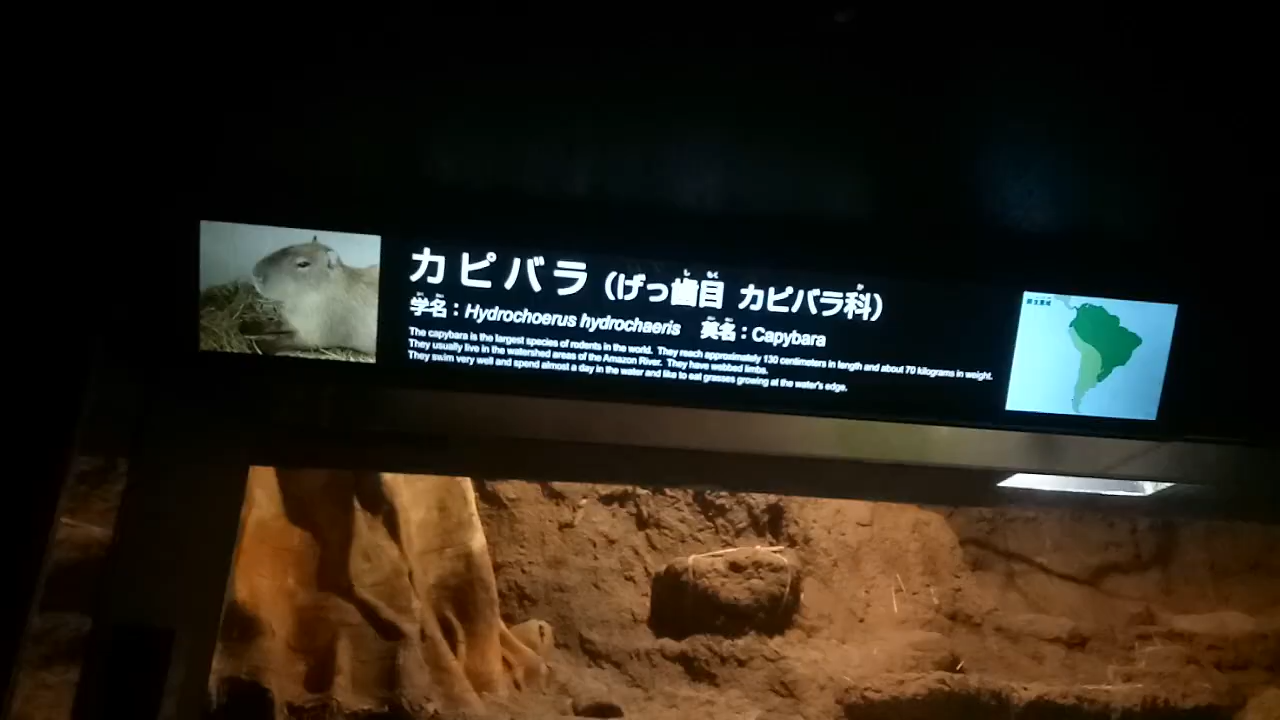 カピバラ（げっ歯目 カピバラ科）
学名：Hydrochoerus hydrochaeris 英名：Capybara
The capybara is the largest species of rodents in the world. They reach approximately 130 centimeters in length and about 70 kilograms in weight.
They usually live in the watershed areas of the Amazon River. They have webbed limbs.
They swim very well and spend almost a day in the water and like to eat grasses growing at the water's edge.